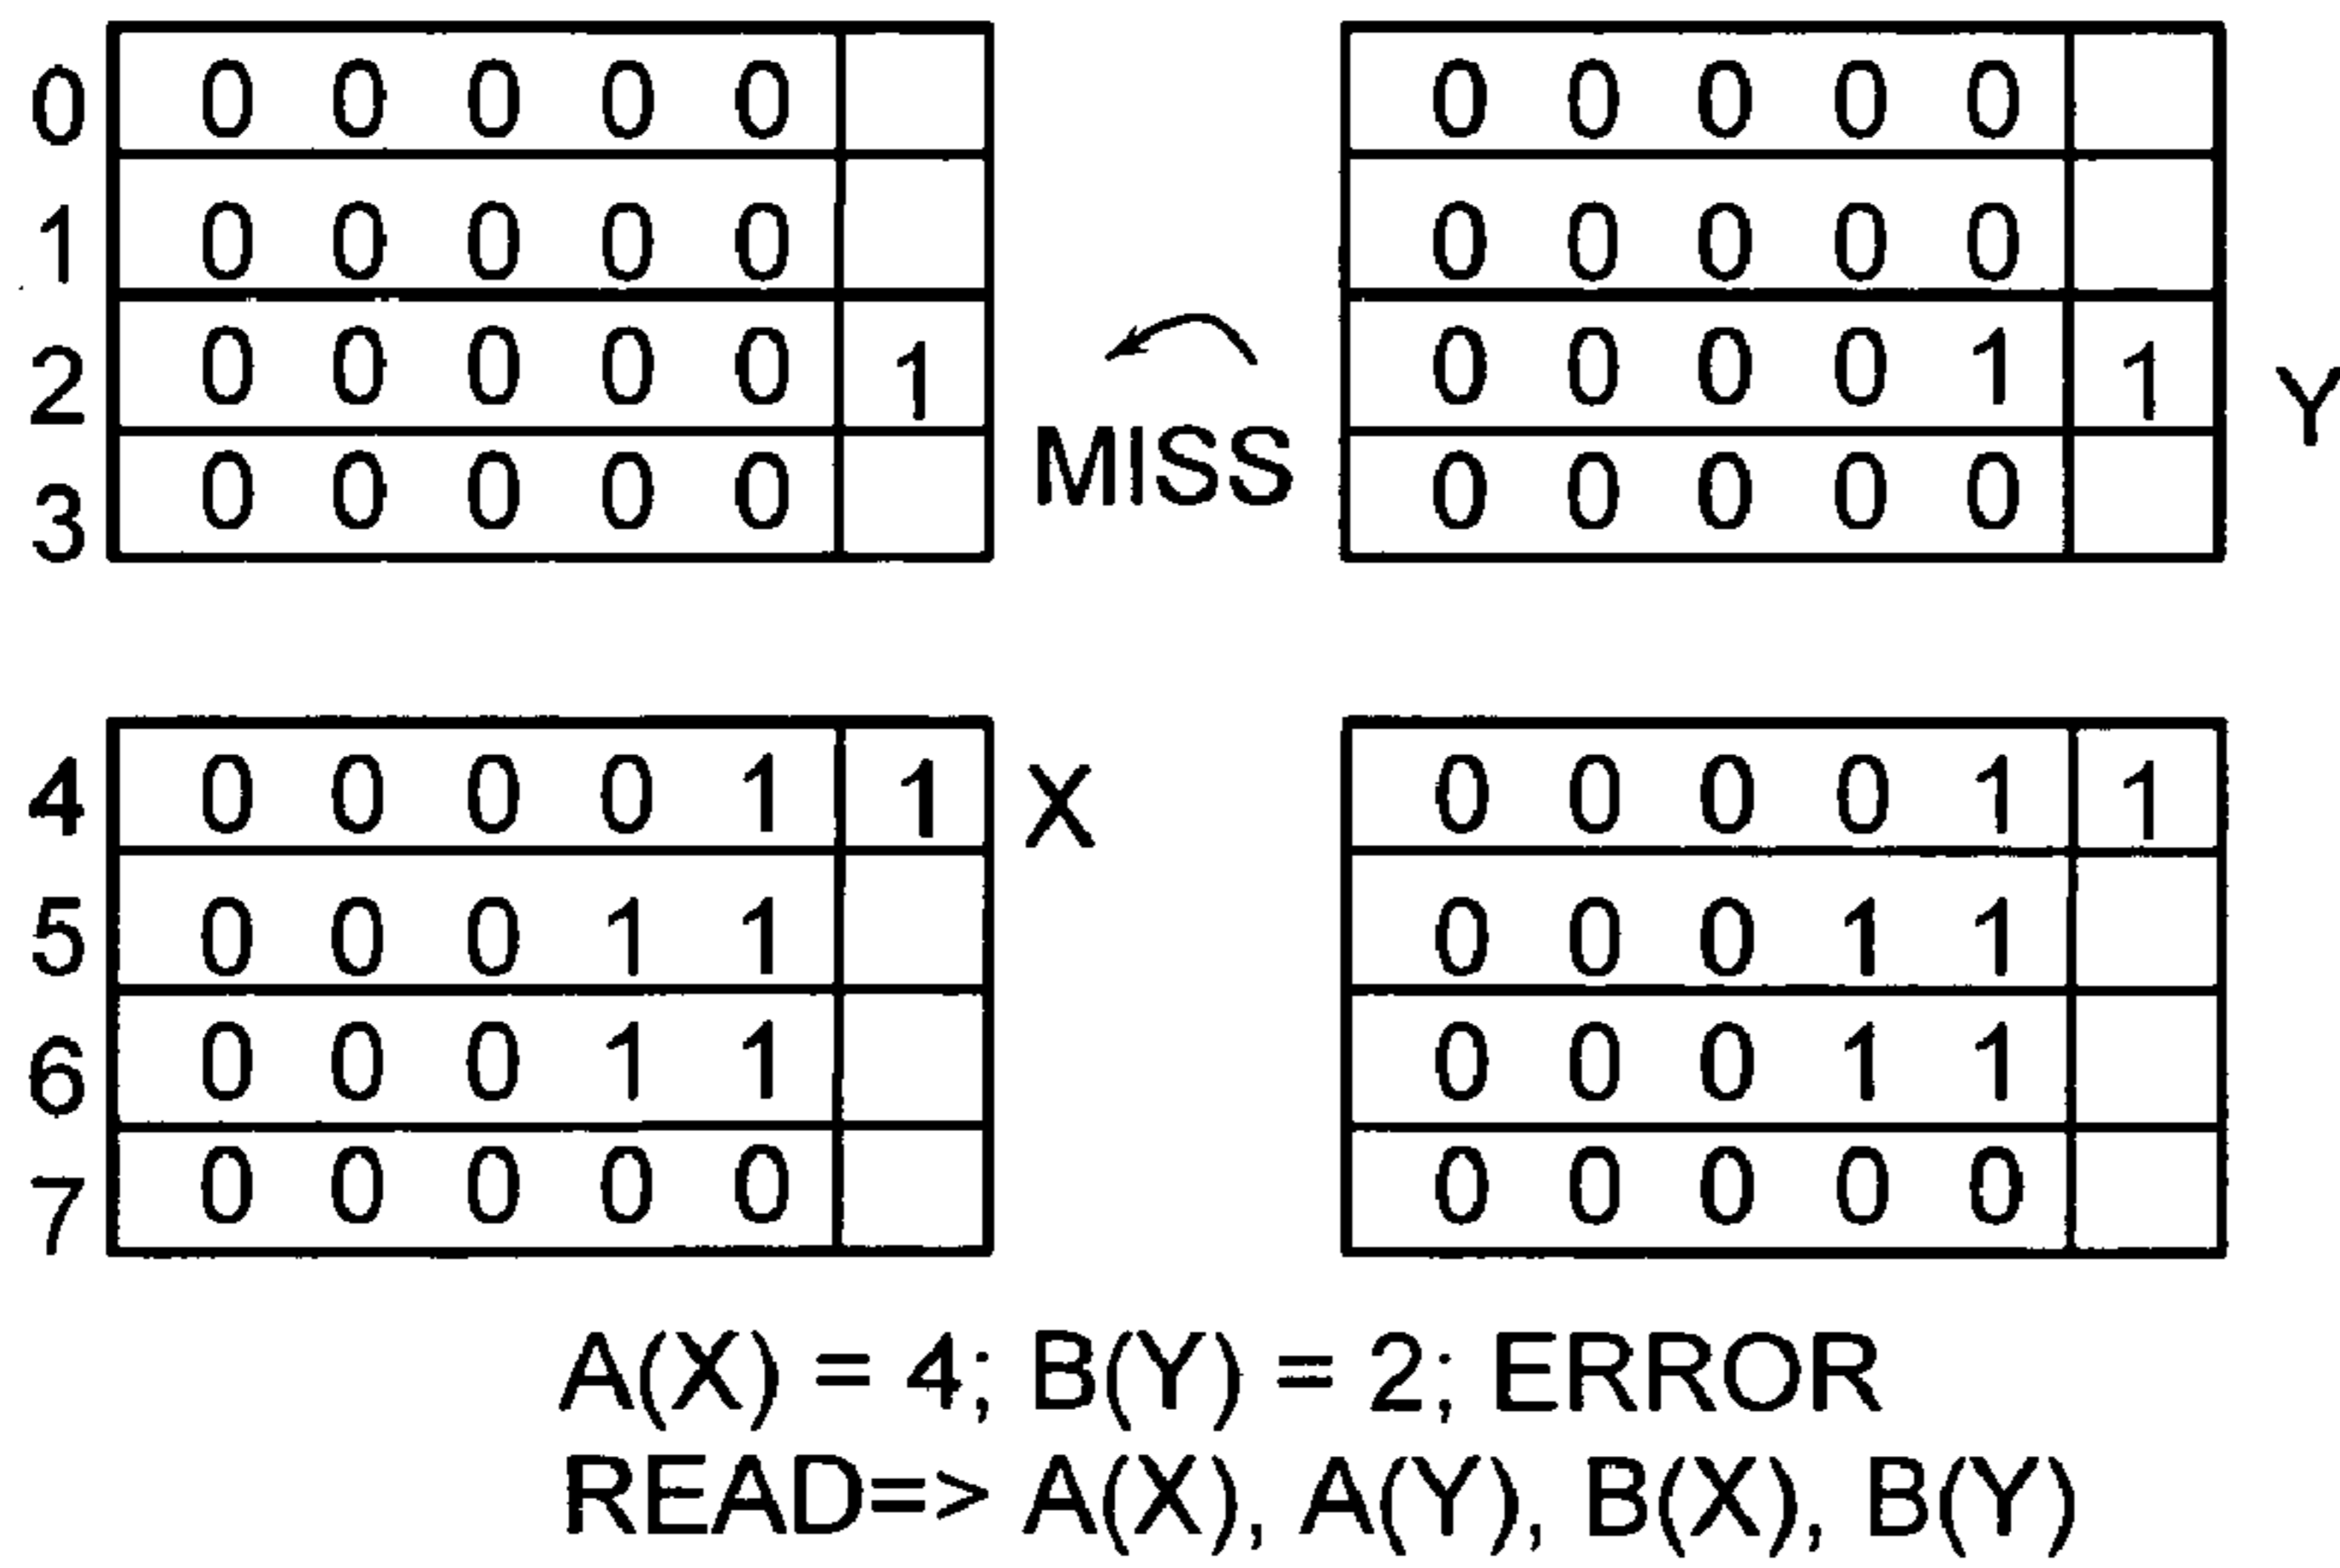 0 0 0 0 0 0 0 0 0 0 0
1 0 0 0 0 0 0 0 0 0 0
2 0 0 0 0 0 1 0 0 0 0 1 1 Y
MISS
3 0 0 0 0 0 0 0 0 0 0
4 0 0 0 0 1 1 X 0 0 0 0 1 1
5 0 0 0 1 1 0 0 0 1 1
6 0 0 0 1 1 0 0 0 1 1
7 0 0 0 0 0 0 0 0 0 0
A(X) = 4; B(Y) = 2; ERROR
READ=> A(X), A(Y), B(X), B(Y)